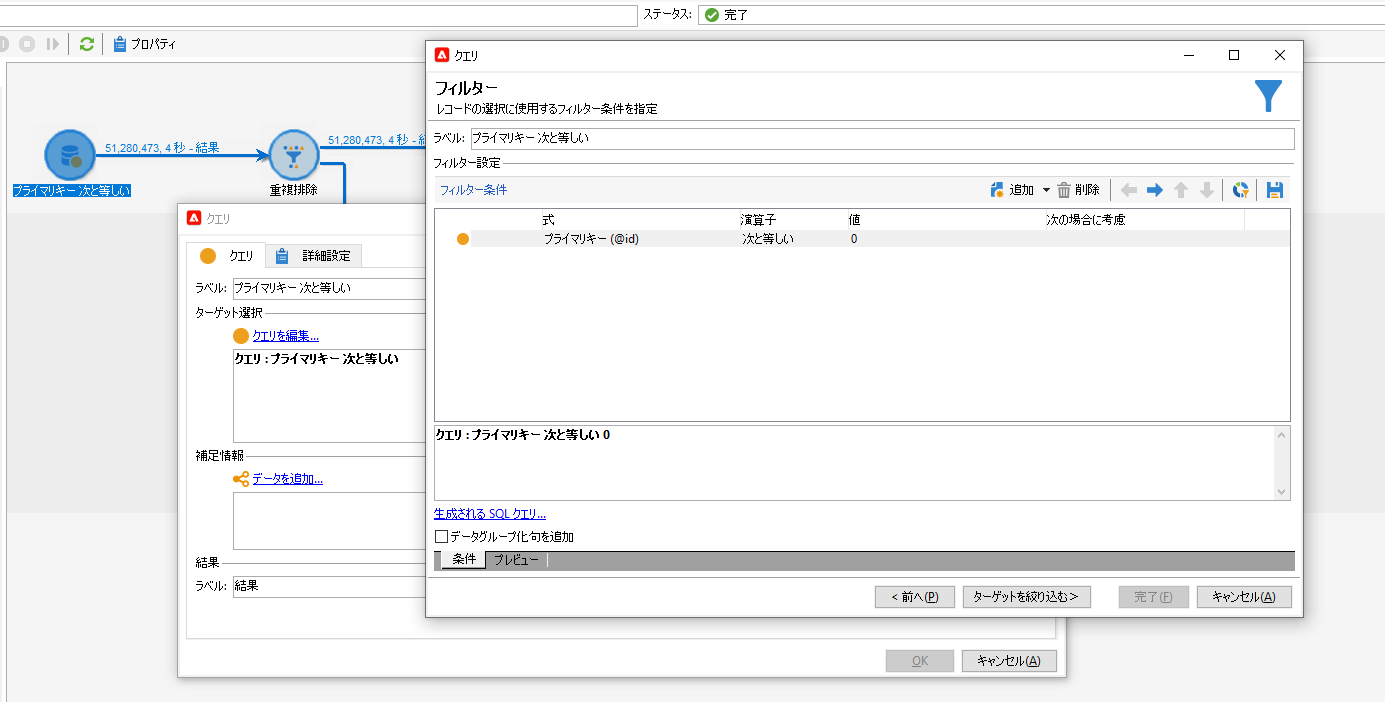 ステータス: 完了
プロパティ
51,280,473, 4 秒 - 結果
51,280,473, 4 秒 - 結
プライマリキー 次と等しい
重複排除
クエリ
クエリ
詳細設定
ラベル: プライマリキー 次と等しい
ターゲット選択
クエリを編集...
クエリ : プライマリキー 次と等しい
補足情報
データを追加...
結果
ラベル: 結果
OK
キャンセル(A)
クエリ
フィルター
レコードの選択に使用するフィルター条件を指定
ラベル: プライマリキー 次と等しい
フィルター設定
フィルター条件
追加
削除
式 演算子 値 次の場合に考慮
プライマリキー (@id) 次と等しい 0
クエリ : プライマリキー 次と等しい 0
生成される SQL クエリ...
データグループ化句を追加
条件 プレビュー
< 前へ(P) ターゲットを絞り込む> 完了(F) キャンセル(A)